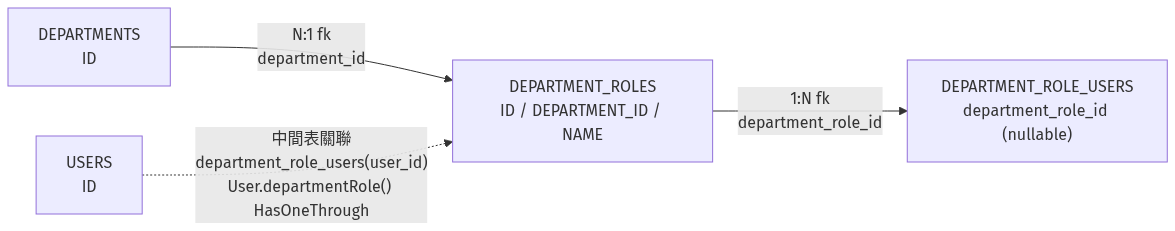 DEPARTMENTS
ID
N:1 fk
department_id
USERS
ID
中間表關聯
department_role_users(user_id)
User.departmentRole()
HasOneThrough
DEPARTMENT_ROLES
ID / DEPARTMENT_ID /
NAME
1:N fk
department_role_id
DEPARTMENT_ROLE_USERS
department_role_id
(nullable)